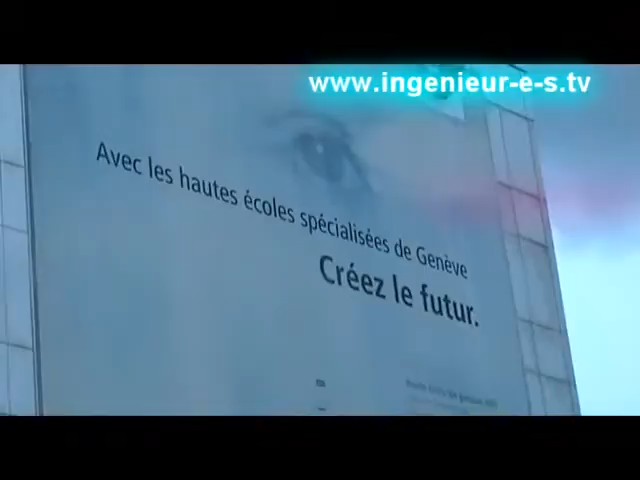 www.ingenieur-e-s.tv
Avec les hautes écoles spécialisées de Genève
Créez le futur.